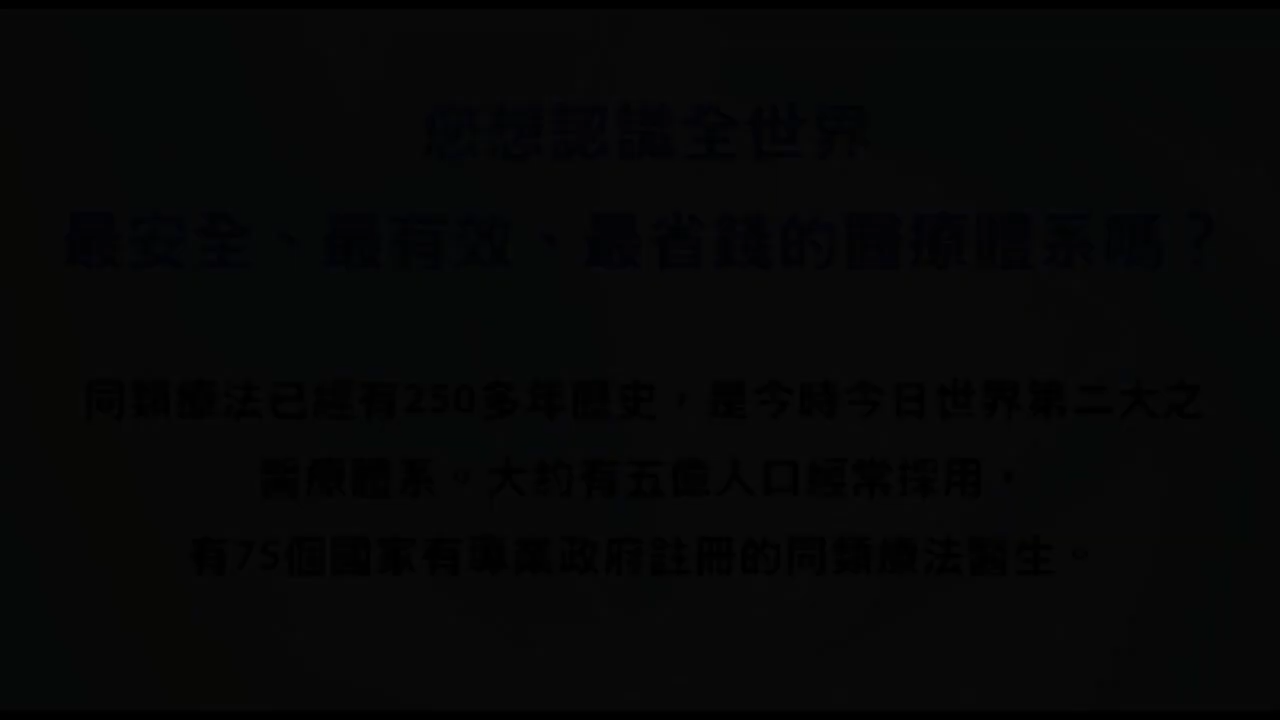 您想認識全世界
最安全、最有效、最省錢的醫療體系嗎？
同類療法己經有250多年歷史，是今時今日世界第二大之
醫療體系。大約有五億人口經常採用，
有75個國家有專業政府註冊的同類療法醫生。